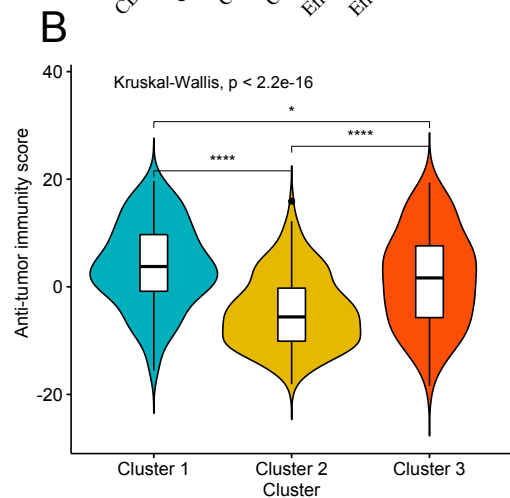 B
Kruskal-Wallis, p < 2.2e-16
*
****
****
40
20
0
-20
Anti-tumor immunity score
Cluster 1 Cluster 2 Cluster 3
Cluster